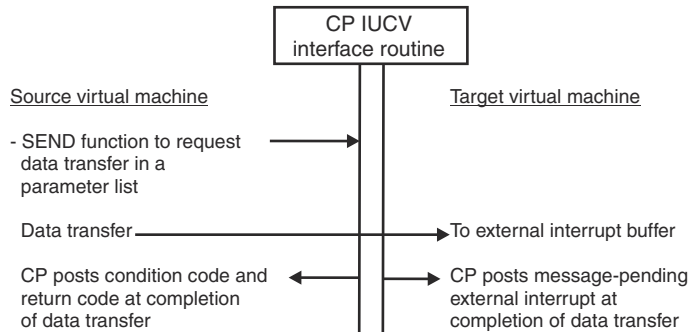 CP IUCV
interface routine
Source virtual machine
Target virtual machine
- SEND function to request
data transfer in a
parameter list
Data transfer
To external interrupt buffer
CP posts condition code and
return code at completion
of data transfer
CP posts message-pending
external interrupt at
completion of data transfer